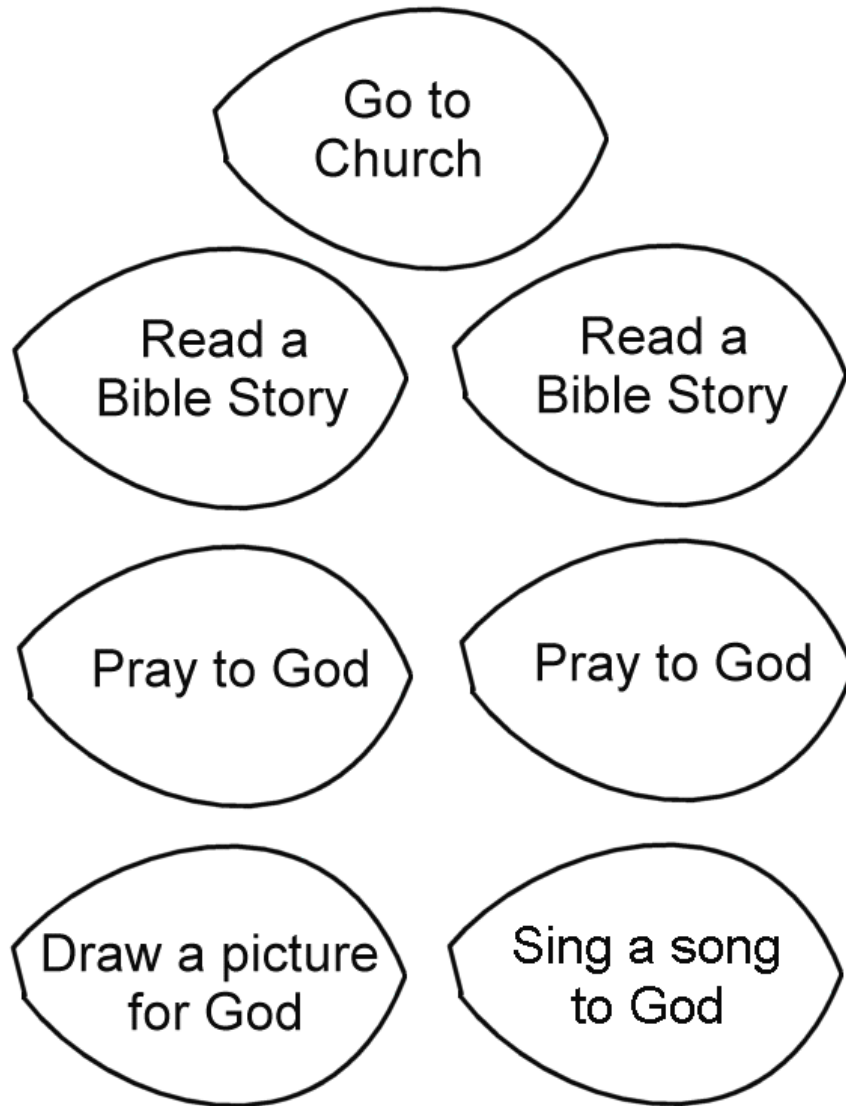 Go to
Church
Read a
Bible Story
Read a
Bible Story
Pray to God
Pray to God
Draw a picture
for God
Sing a song
to God